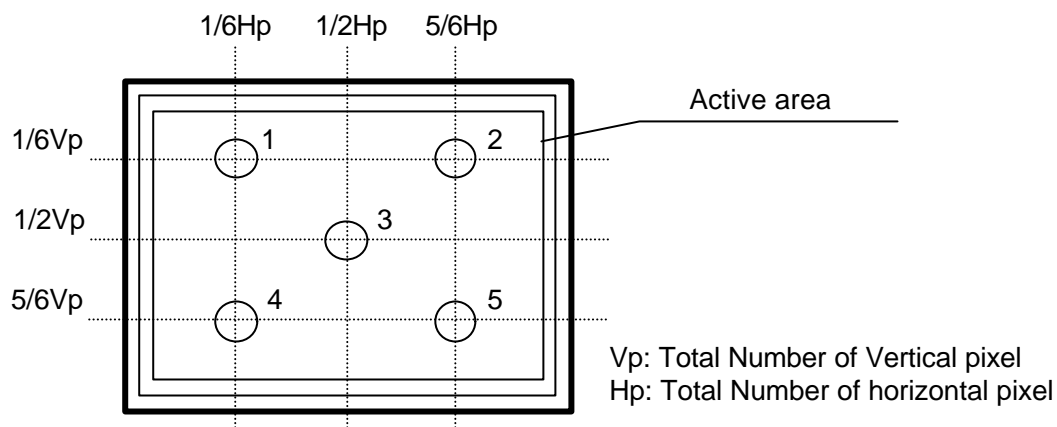 1/6Hp 1/2Hp 5/6Hp
Active area
1/6Vp 1 2
1/2Vp 3
5/6Vp 4 5
Vp: Total Number of Vertical pixel
Hp: Total Number of horizontal pixel